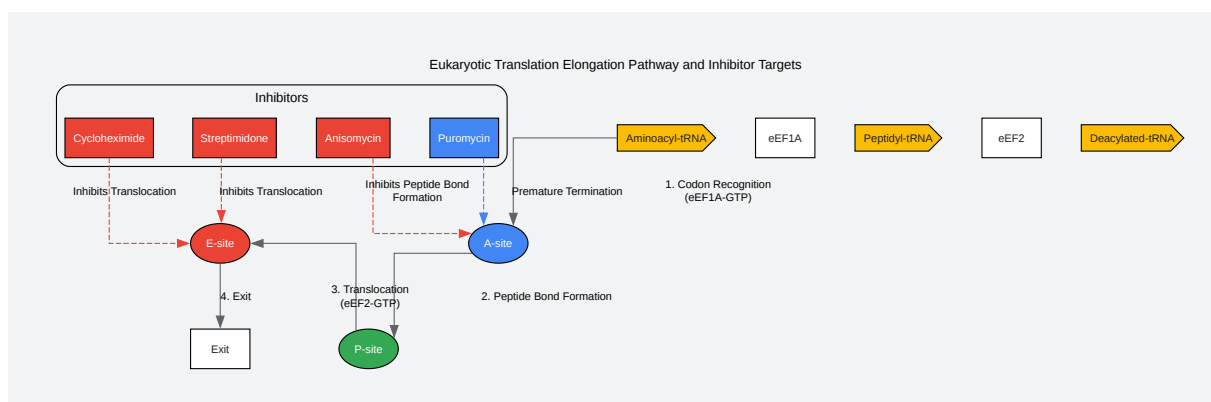 Eukaryotic Translation Elongation Pathway and Inhibitor Targets
Inhibitors
Cycloheximide
Streptimidone
Anisomycin
Puromycin
Aminoacyl-tRNA
eEF1A
Peptidyl-tRNA
eEF2
Deacylated-tRNA
Inhibits Translocation
Inhibits Translocation
Inhibits Peptide Bond
Formation
Premature Termination
1. Codon Recognition
(eEF1A-GTP)
E-site
A-site
4. Exit
3. Translocation
(eEF2-GTP)
2. Peptide Bond Formation
Exit
P-site